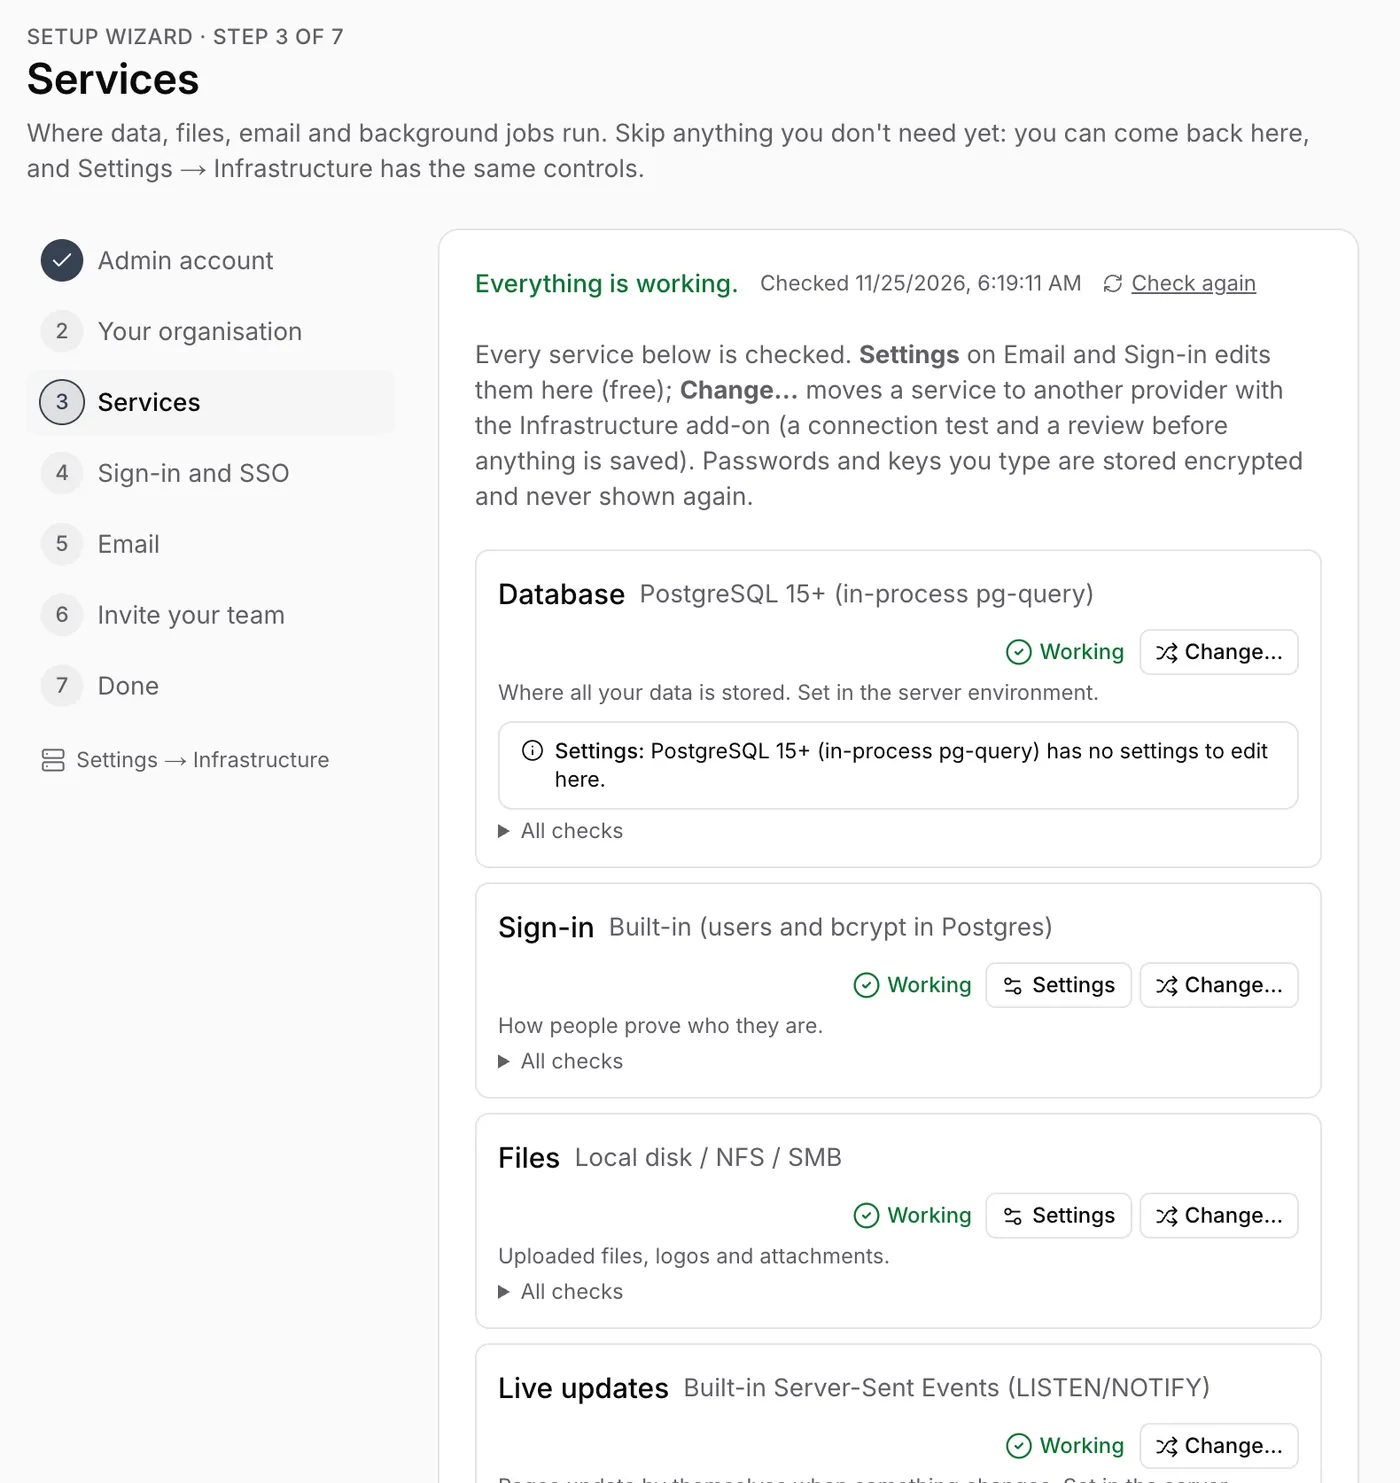 SETUP WIZARD · STEP 3 OF 7
Services
Where data, files, email and background jobs run. Skip anything you don't need yet: you can come back here,
and Settings → Infrastructure has the same controls.
Admin account
2 Your organisation
3 Services
4 Sign-in and SSO
5 Email
6 Invite your team
7 Done
Settings → Infrastructure
Everything is working. Checked 11/25/2026, 6:19:11 AM Check again
Every service below is checked. Settings on Email and Sign-in edits
them here (free); Change... moves a service to another provider with
the Infrastructure add-on (a connection test and a review before
anything is saved). Passwords and keys you type are stored encrypted
and never shown again.
Database PostgreSQL 15+ (in-process pg-query)
Working Change...
Where all your data is stored. Set in the server environment.
Settings: PostgreSQL 15+ (in-process pg-query) has no settings to edit
here.
All checks
Sign-in Built-in (users and bcrypt in Postgres)
Working Settings Change...
How people prove who they are.
All checks
Files Local disk / NFS / SMB
Working Settings Change...
Uploaded files, logos and attachments.
All checks
Live updates Built-in Server-Sent Events (LISTEN/NOTIFY)
Working Change...